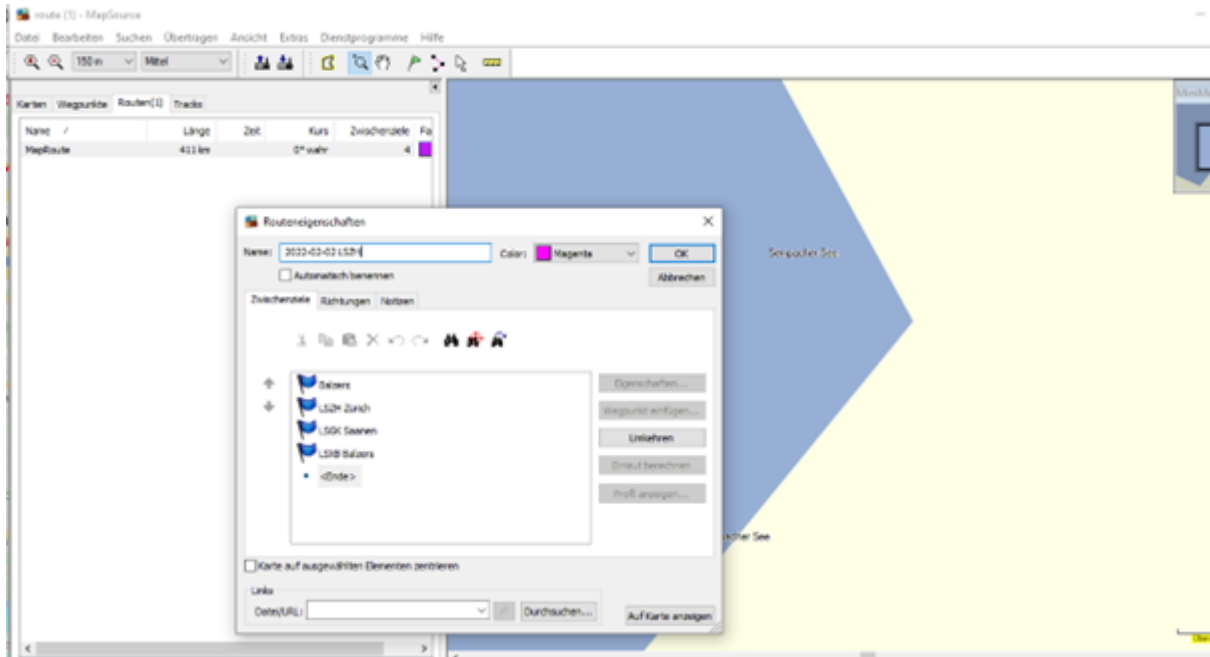 route (1) - MapSource
Datei Bearbeiten Suchen Übertragen Ansicht Extras Dienstprogramme Hilfe
150 m Mittel
Karten Wegpunkte Routen(1) Tracks
Name / Länge Zeit Kurs Zwischenziele Fa
MapRoute 411 km 0° wahr 4
Routeneigenschaften
Name: 2022-02-02 LSZH Color: Magenta OK
Automatisch benennen Abbrechen
Zwischenziele Richtungen Notizen
Balzers Eigenschaften...
LSZH Zürich Wegpunkt einfügen...
LSGK Saanen Umkehren
LSXB Balzers Erneut berechnen
<Ende> Profil anzeigen...
Karte auf ausgewählten Elementen zentrieren
Links
Datei/URL: Durchsuchen... Auf Karte anzeigen
Sempacher See
acher See